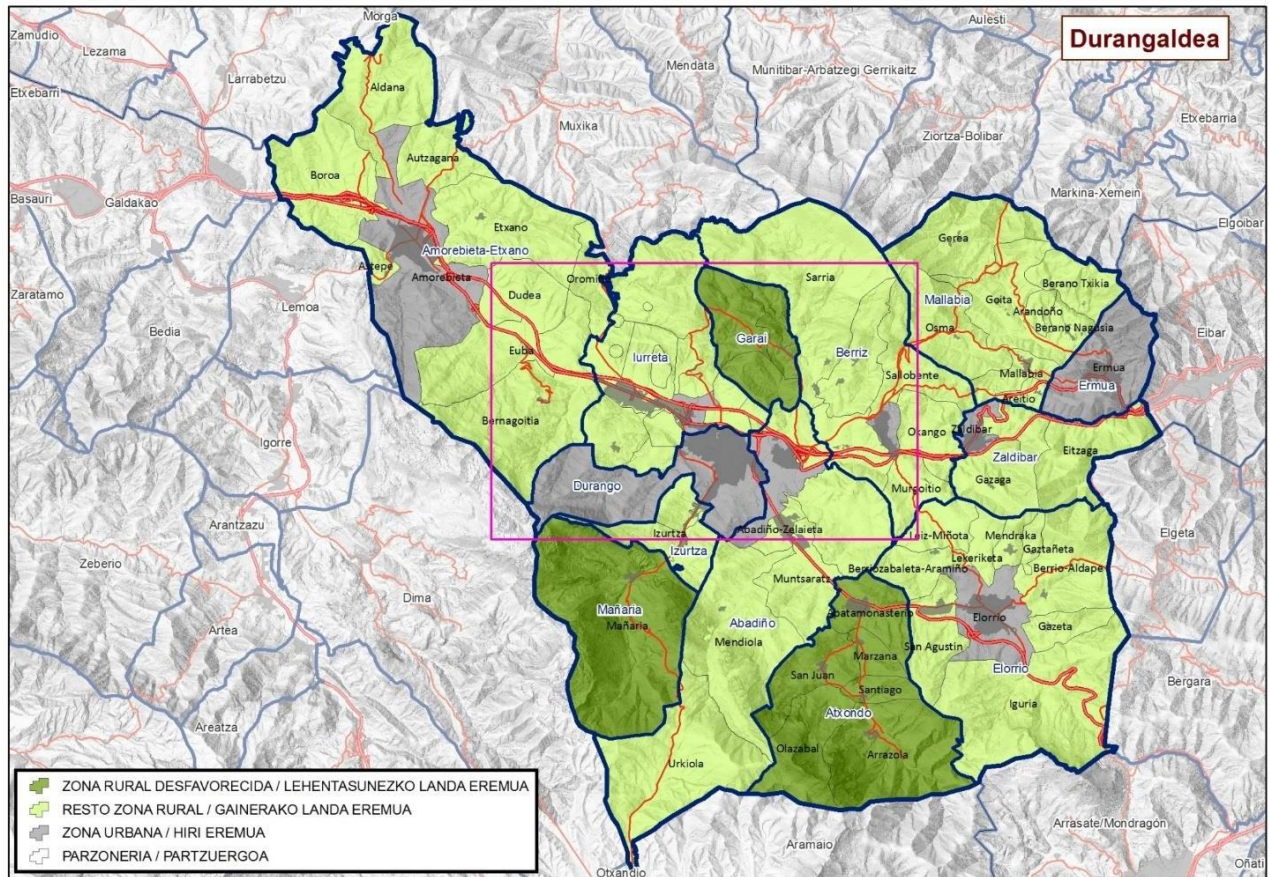 Morga
Aulesti
Zamudio
Durangaldea
Lezama
Mendata
Munitibar-Arbatzegi Gerrikaitz
Larrabetzu
Aldana
Etxebarri
Etxebarria
Muxika
Ziortza-Bolibar
Autzagana
Boroa
Markina-Xemein
Basauri
Galdakao
Elgoibar
Etxano
Gerea
Amorebieta-Etxano
Astepe
Amorebieta
Sarria
Berano Txikia
Zaratamo
Dudea
Mallabia
Goita
Lemoa
Arandoño
Bedia
Osma
Berano Nagusia
Eibar
Garai
Euba
Iurreta
Berriz
Sallobente
Mallabia
Ermua
Ermua
Areitio
Bernagoitia
Okango
Zaldibar
Igorre
Zaldibar
Eitzaga
Durango
Gazaga
Murgoitio
Arantzazu
Izurtza
Abadiño-Zelaieta
Mendraka
Elgeta
Izurtza
Gaztañeta
Zeberio
Lekeriketa
Berriozabaleta-Aramiño
Berrio-Aldape
Muntsaratz
Dima
Mañaria
Elorrio
Artea
Mañaria
Abadiño
Gazeta
Mendiola
San Agustin
Marzana
Elorrio
San Juan
Bergara
Santiago
Iguria
Atxondo
Areatza
Olazabal
Arrazola
Urkiola
ZONA RURAL DESFAVORECIDA / LEHENTASUNEZKO LANDA EREMUA
RESTO ZONA RURAL / GAINERAKO LANDA EREMUA
ZONA URBANA / HIRI EREMUA
PARZONERIA / PARTZUERGOA
Arrasate/Mondragón
Aramaio
Oñati
Otxandio